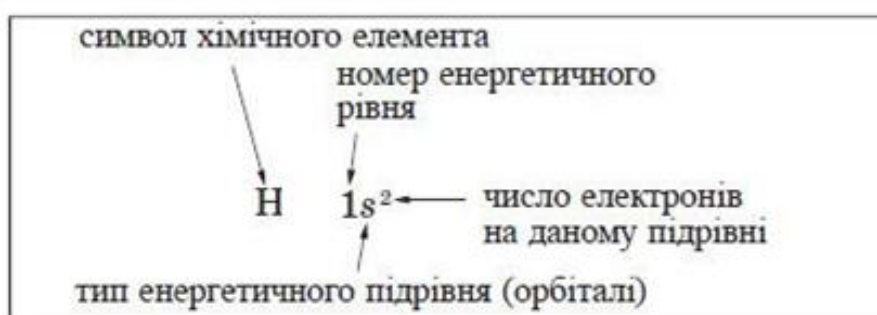 символ хімічного елемента
номер енергетичного
рівня
H 1s² число електронів
на даному підрівні
тип енергетичного підрівня (орбіталі)